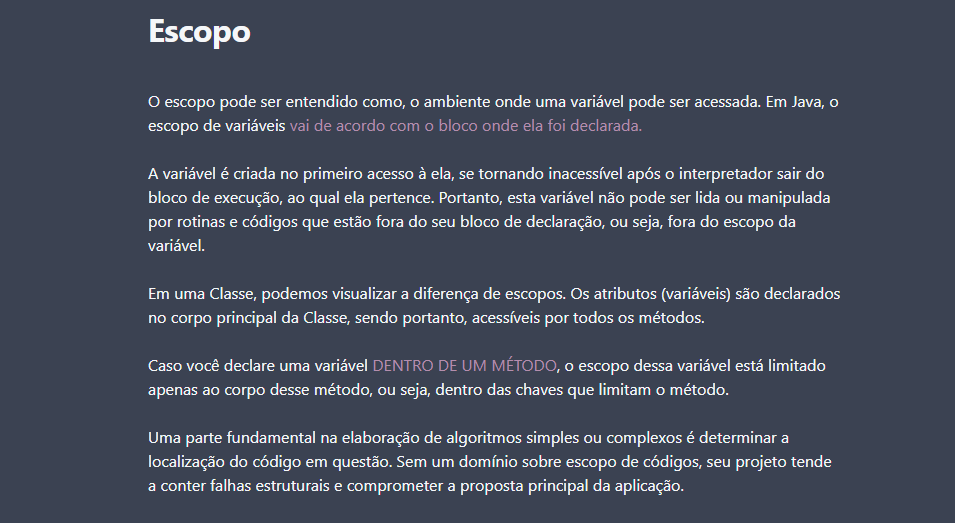 Escopo
O escopo pode ser entendido como, o ambiente onde uma variável pode ser acessada. Em Java, o
escopo de variáveis vai de acordo com o bloco onde ela foi declarada.
A variável é criada no primeiro acesso à ela, se tornando inacessível após o interpretador sair do
bloco de execução, ao qual ela pertence. Portanto, esta variável não pode ser lida ou manipulada
por rotinas e códigos que estão fora do seu bloco de declaração, ou seja, fora do escopo da
variável.
Em uma Classe, podemos visualizar a diferença de escopos. Os atributos (variáveis) são declarados
no corpo principal da Classe, sendo portanto, acessíveis por todos os métodos.
Caso você declare uma variável DENTRO DE UM MÉTODO, o escopo dessa variável está limitado
apenas ao corpo desse método, ou seja, dentro das chaves que limitam o método.
Uma parte fundamental na elaboração de algoritmos simples ou complexos é determinar a
localização do código em questão. Sem um domínio sobre escopo de códigos, seu projeto tende
a conter falhas estruturais e comprometer a proposta principal da aplicação.